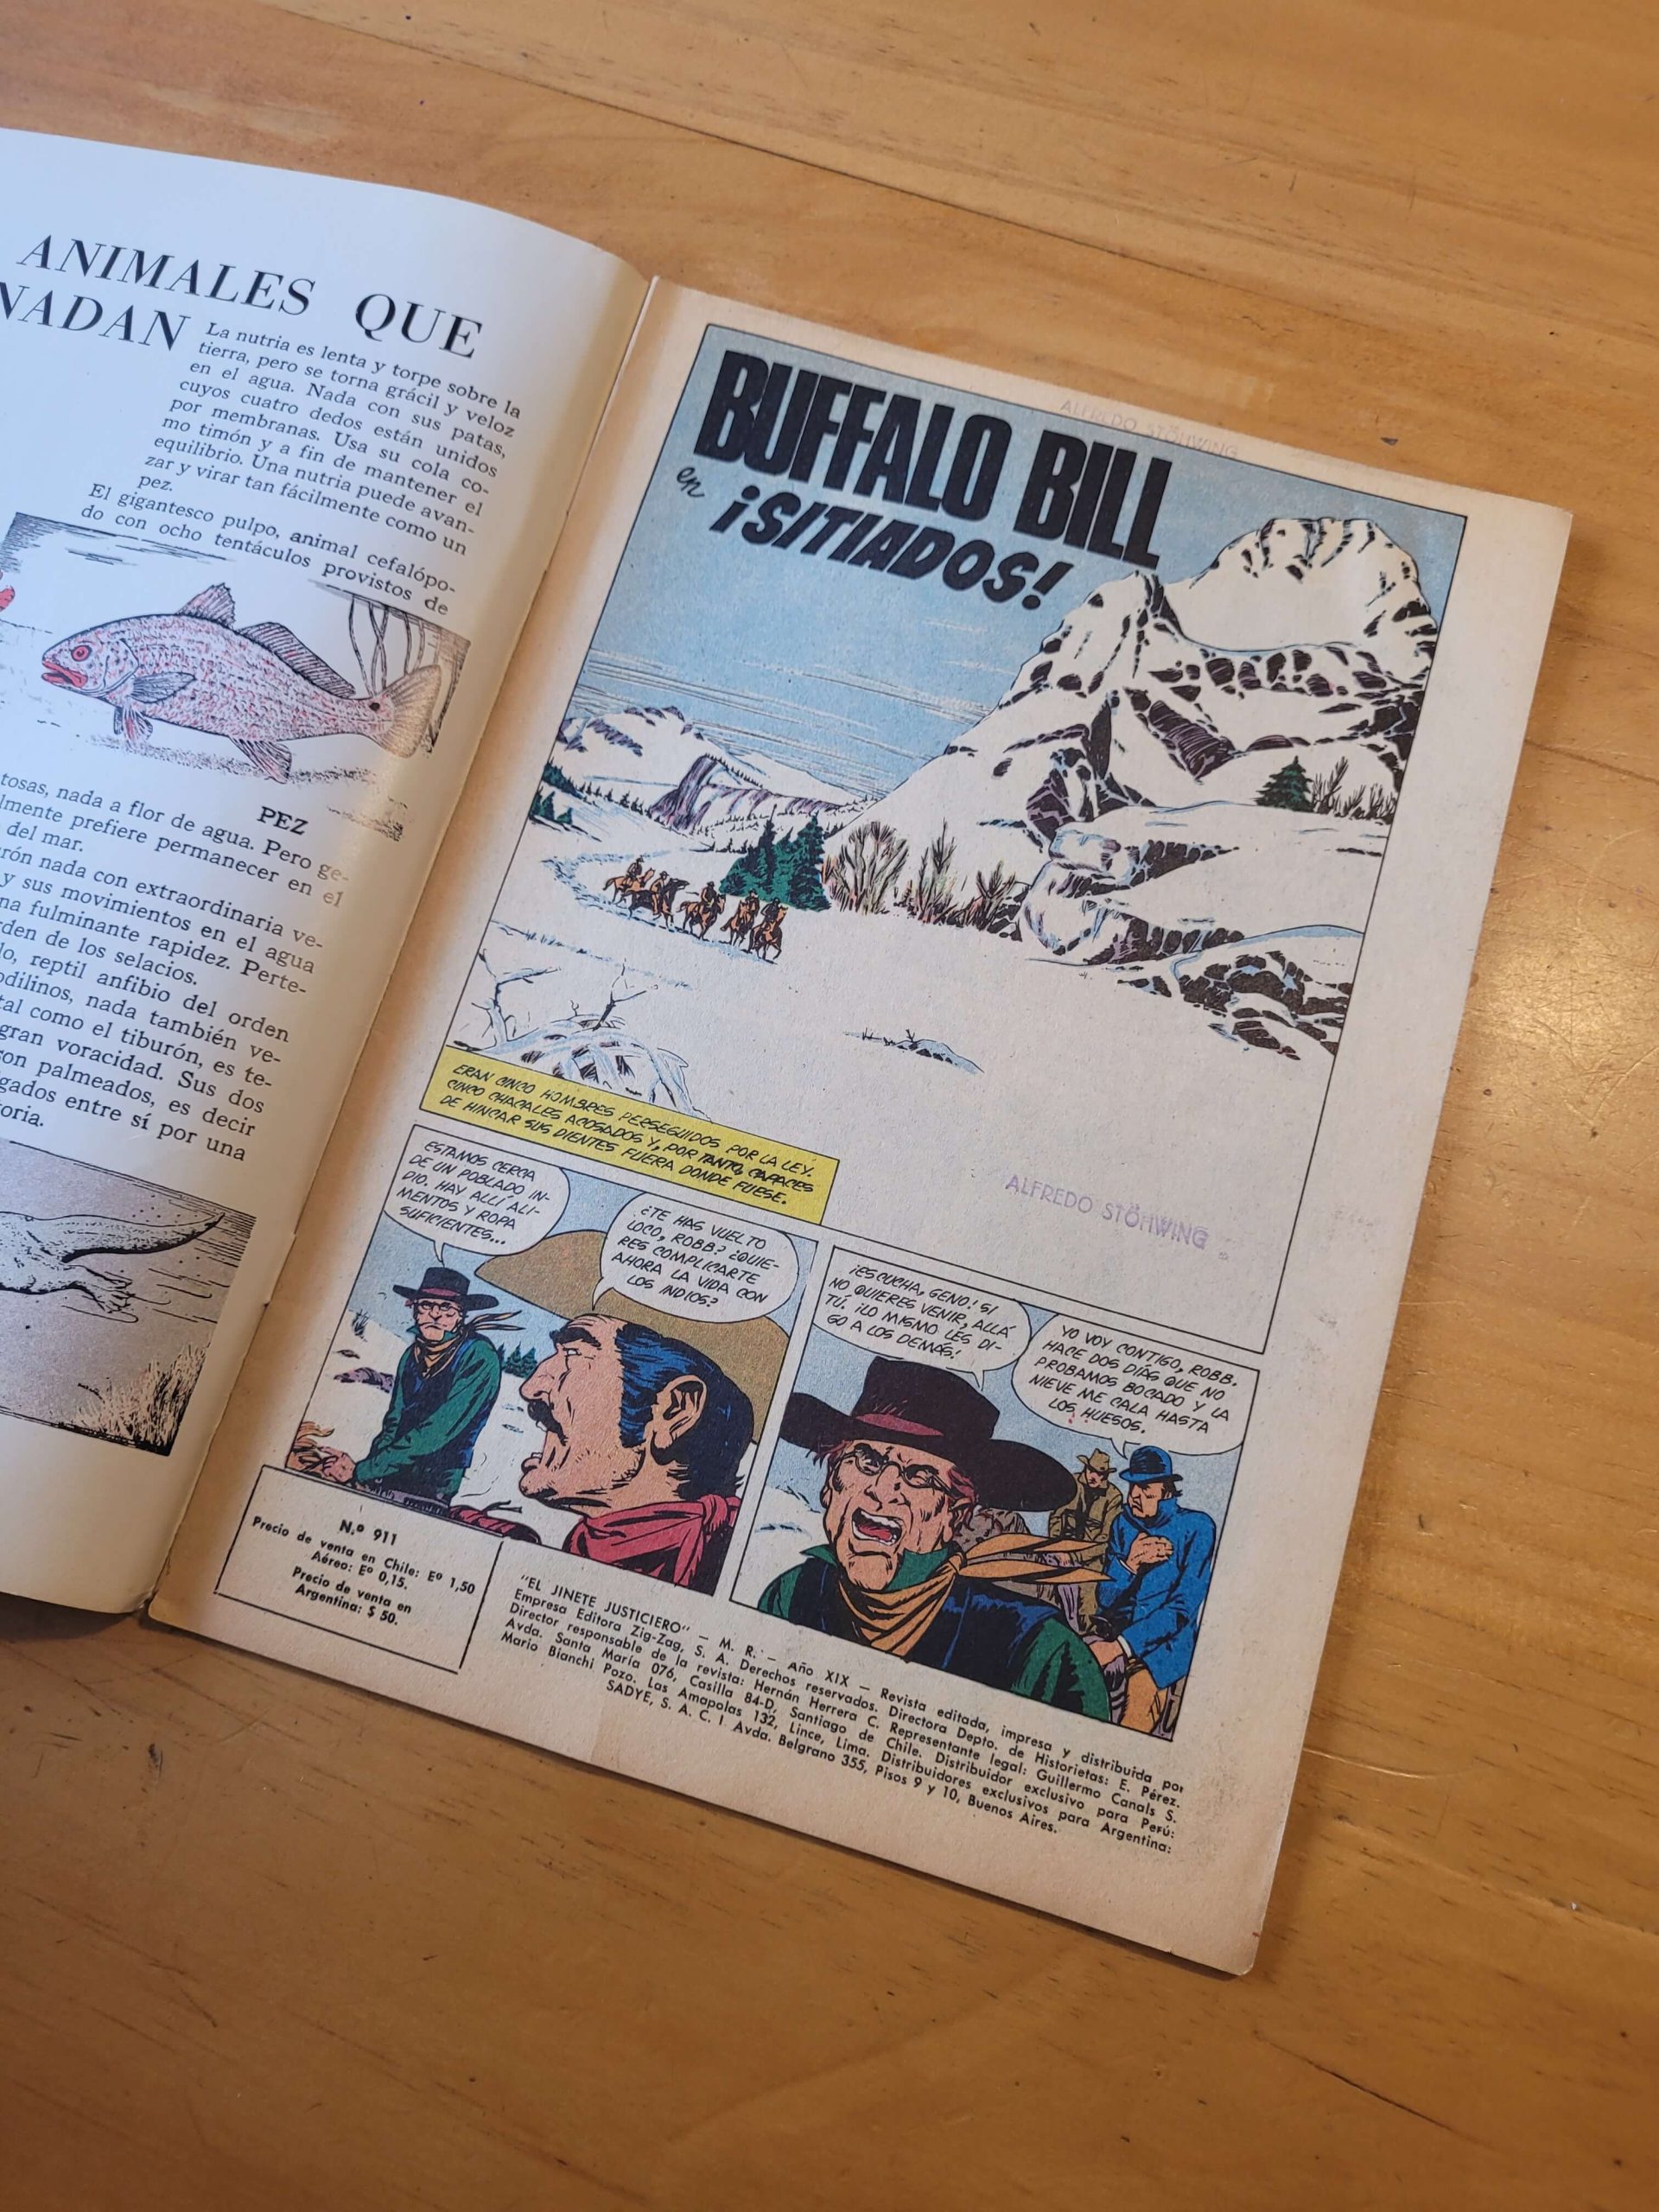 ANIMALES QUE
NADAN
La nutria es lenta y torpe sobre la
tierra, pero se torna grácil y veloz
en el agua. Nada con sus patas,
cuyos cuatro dedos están unidos
por membranas. Usa su cola co-
mo timón y a fin de mantener el
equilibrio. Una nutria puede avan-
zar y virar tan fácilmente como un
pez.
El gigantesco pulpo, animal cefalópo-
do con ocho tentáculos provistos de
PEZ
tosas, nada a flor de agua. Pero ge-
lmente prefiere permanecer en el
del mar.
rón nada con extraordinaria ve-
y sus movimientos en el agua
na fulminante rapidez. Perte-
rden de los selacios.
lo, reptil anfibio del orden
odilinos, nada también ve-
tal como el tiburón, es te-
gran voracidad. Sus dos
on palmeados, es decir
gados entre sí por una
toria.
ALFREDO STÖHWING
BUFFALO BILL
en
¡SITIADOS!
ERAN CINCO HOMBRES PERSEGUIDOS POR LA LEY.
CINCO CHACALES ACOSADOS Y, POR TANTO, CAPACES
DE HINCAR SUS DIENTES FUERA DONDE FUESE.
ALFREDO STÖHWING
ESTAMOS CERCA
DE UN POBLADO IN-
DIO. HAY ALLÍ ALI-
MENTOS Y ROPA
SUFICIENTES...
¿TE HAS VUELTO
LOCO, ROBB? ¿QUIE-
RES COMPLICARTE
AHORA LA VIDA CON
LOS INDIOS?
¡ESCUCHA, GENO! SI
NO QUIERES VENIR, ALLÁ
TÚ. ¡LO MISMO LES DI-
GO A LOS DEMÁS!
YO VOY CONTIGO, ROBB.
HACE DOS DÍAS QUE NO
PROBAMOS BOCADO Y LA
NIEVE ME CALA HASTA
LOS HUESOS.
N.º 911
Precio de venta en Chile: Eº 1,50
Aéreo: Eº 0,15.
Precio de venta en
Argentina: $ 50.
"EL JINETE JUSTICIERO" — M. R. — Año XIX — Revista editada, impresa y distribuida por
Empresa Editora Zig-Zag, S. A. Derechos reservados. Directora Depto. de Historietas: E. Pérez.
Director responsable de la revista: Hernán Herrera C. Representante legal: Guillermo Canals S.
Avda. Santa María 076, Casilla 84-D, Santiago de Chile. Distribuidor exclusivo para Perú:
Mario Bianchi Pozo. Las Amapolas 132, Lince, Lima. Distribuidores exclusivos para Argentina:
SADYE, S. A. C. I. Avda. Belgrano 355, Pisos 9 y 10, Buenos Aires.